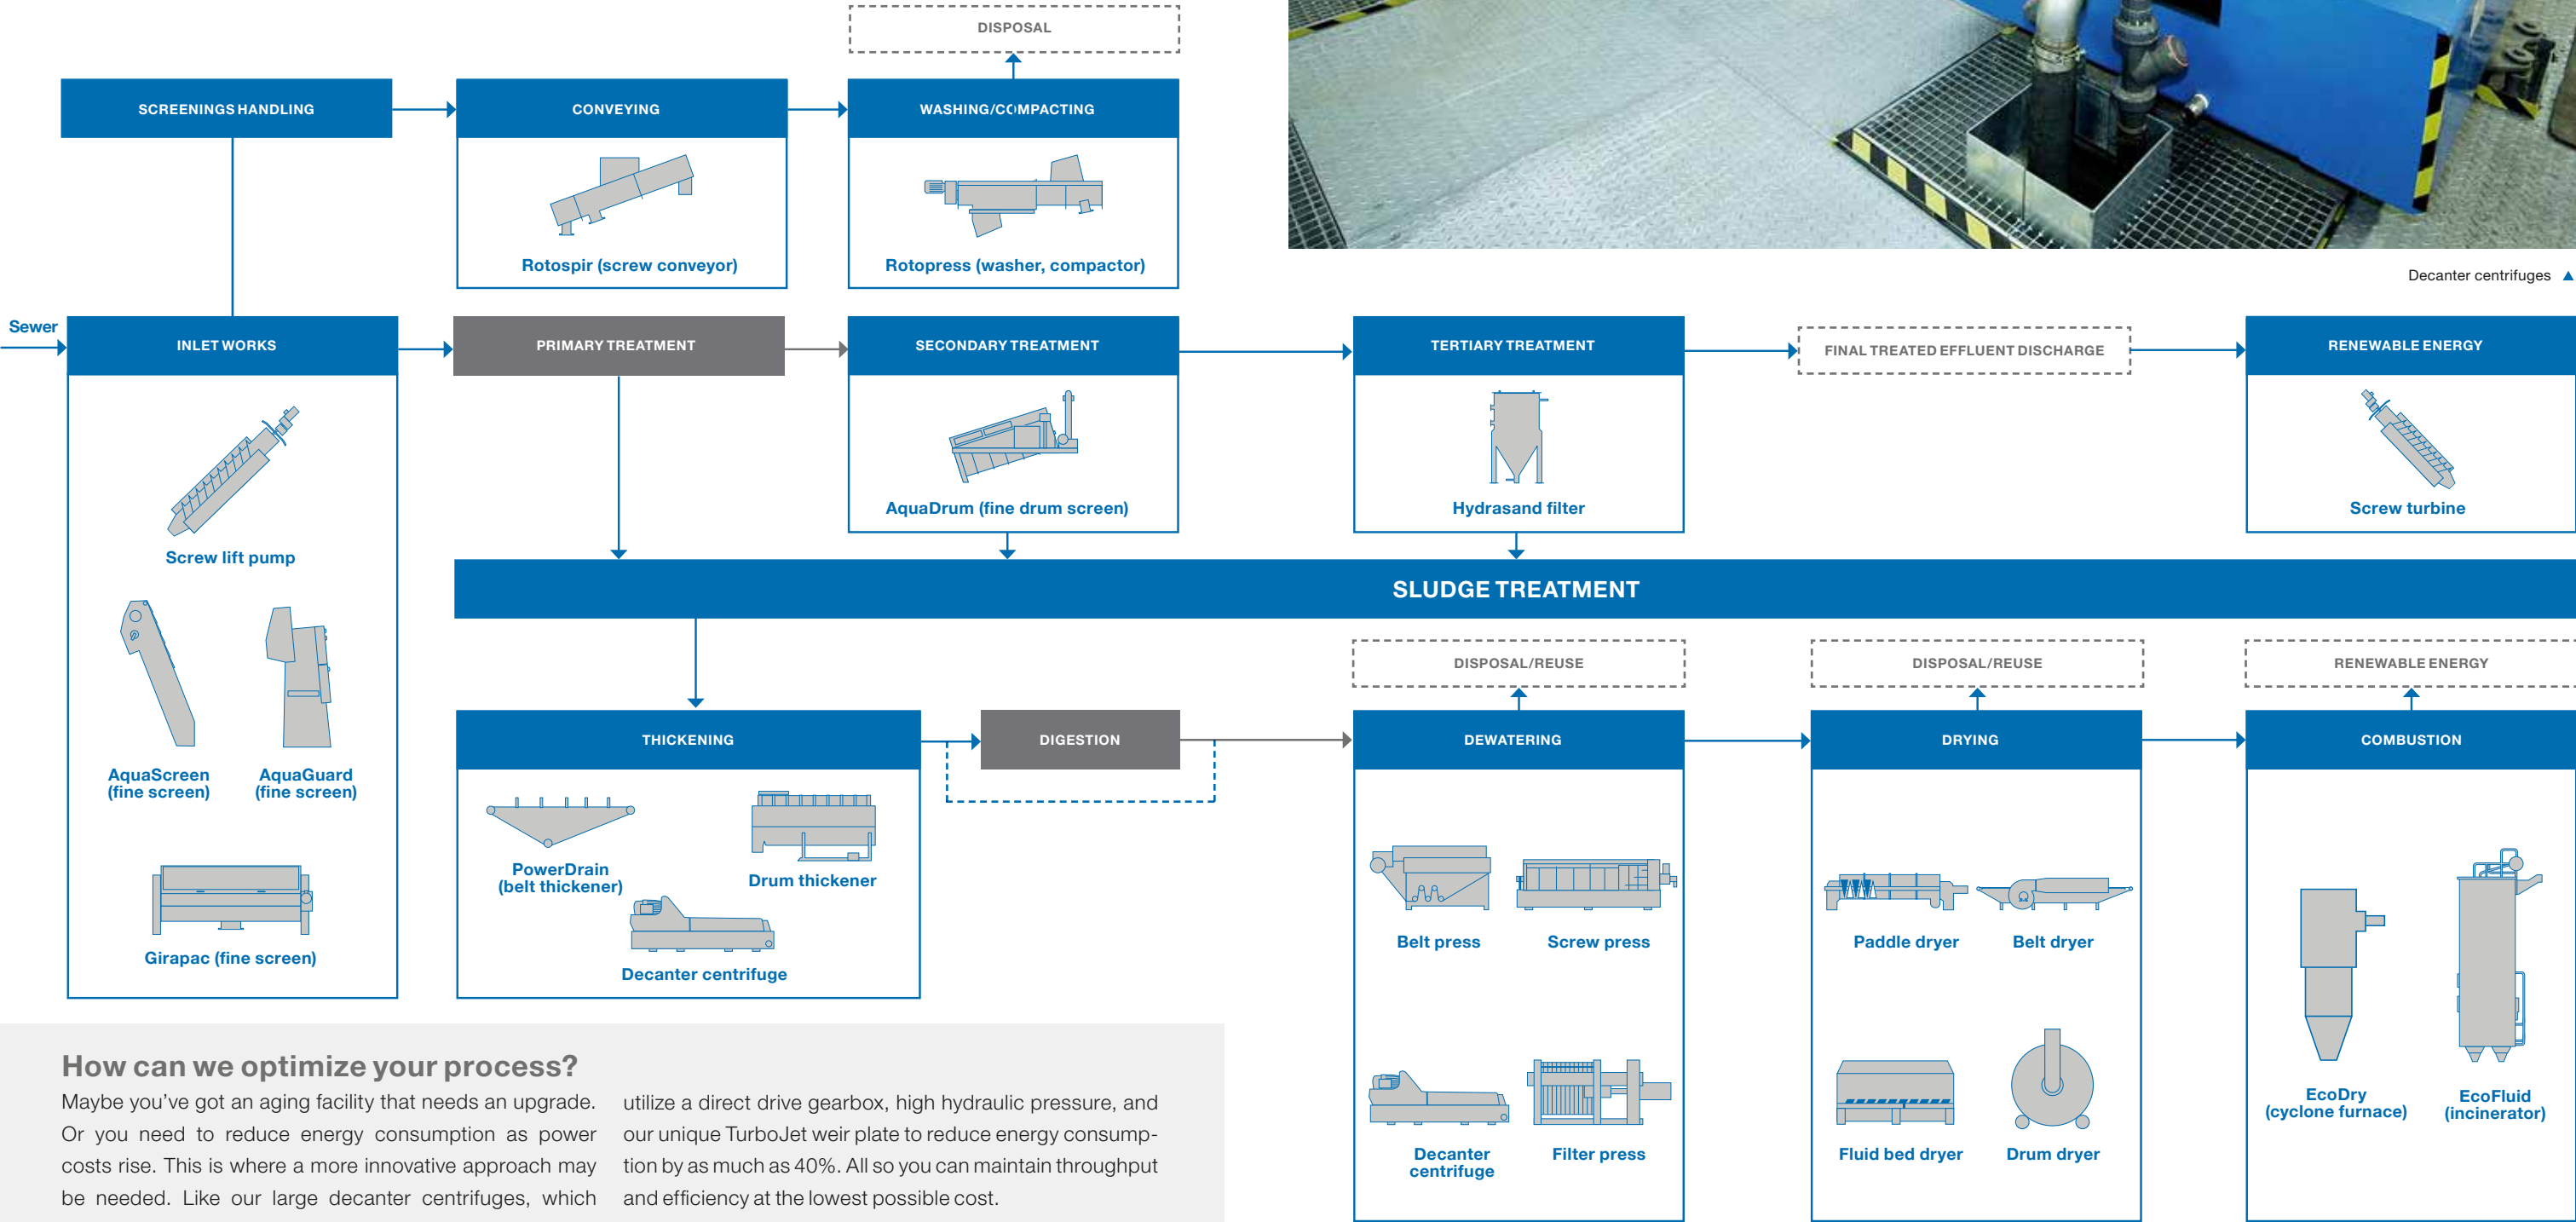 DISPOSAL
SCREENINGS HANDLING
CONVEYING
WASHING/COMPACTING
Rotospir (screw conveyor)
Rotopress (washer, compactor)
Decanter centrifuges ▲
Sewer
INLET WORKS
PRIMARY TREATMENT
SECONDARY TREATMENT
TERTIARY TREATMENT
FINAL TREATED EFFLUENT DISCHARGE
RENEWABLE ENERGY
Screw lift pump
AquaScreen
(fine screen)
AquaGuard
(fine screen)
Girapac (fine screen)
AquaDrum (fine drum screen)
Hydrasand filter
Screw turbine
SLUDGE TREATMENT
DISPOSAL/REUSE
DISPOSAL/REUSE
RENEWABLE ENERGY
THICKENING
DIGESTION
DEWATERING
DRYING
COMBUSTION
PowerDrain
(belt thickener)
Drum thickener
Decanter centrifuge
Belt press
Screw press
Decanter
centrifuge
Filter press
Paddle dryer
Belt dryer
Fluid bed dryer
Drum dryer
EcoDry
(cyclone furnace)
EcoFluid
(incinerator)
How can we optimize your process?
Maybe you've got an aging facility that needs an upgrade.
Or you need to reduce energy consumption as power
costs rise. This is where a more innovative approach may
be needed. Like our large decanter centrifuges, which
utilize a direct drive gearbox, high hydraulic pressure, and
our unique TurboJet weir plate to reduce energy consump-
tion by as much as 40%. All so you can maintain throughput
and efficiency at the lowest possible cost.